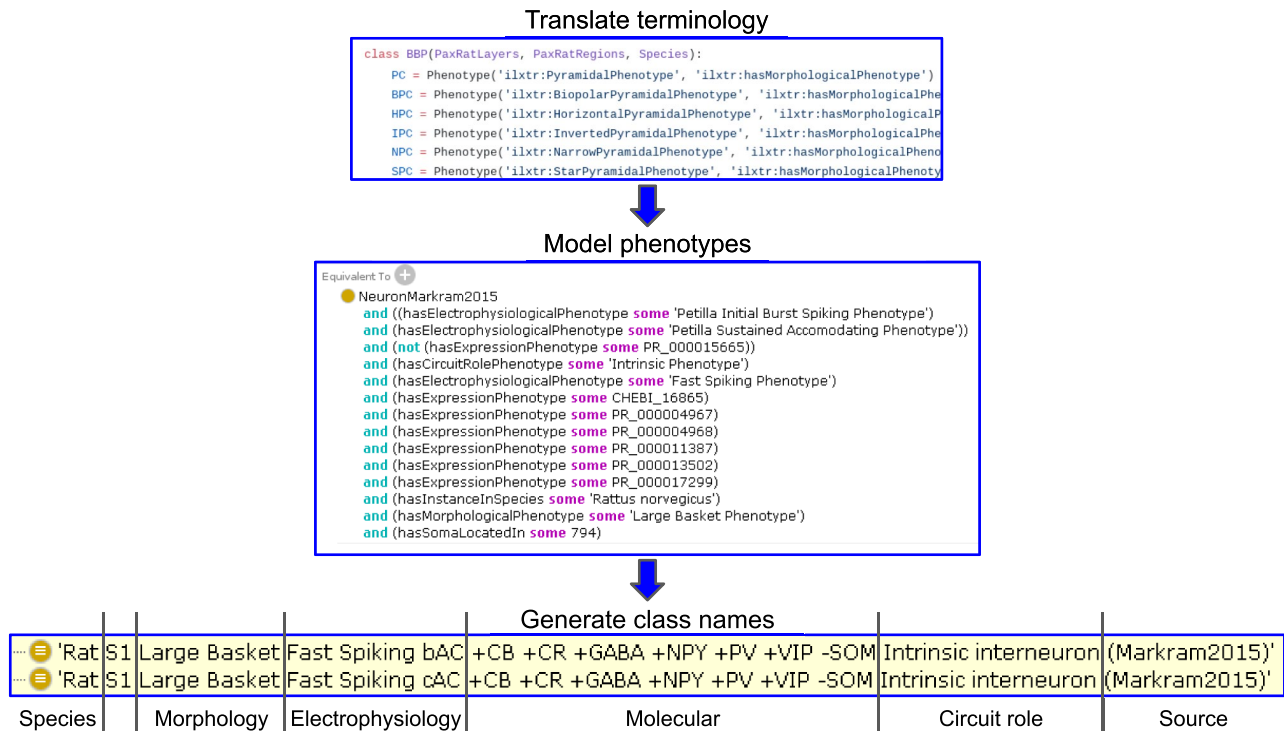 Translate terminology
class BBP(PaxRatLayers, PaxRatRegions, Species):
PC = Phenotype('ilxtr:PyramidalPhenotype', 'ilxtr:hasMorphologicalPhenotype')
BPC = Phenotype('ilxtr:BiopolarPyramidalPhenotype', 'ilxtr:hasMorphologicalPhe
HPC = Phenotype('ilxtr:HorizontalPyramidalPhenotype', 'ilxtr:hasMorphologicalP
IPC = Phenotype('ilxtr:InvertedPyramidalPhenotype', 'ilxtr:hasMorphologicalPhe
NPC = Phenotype('ilxtr:NarrowPyramidalPhenotype', 'ilxtr:hasMorphologicalPheno
SPC = Phenotype('ilxtr:StarPyramidalPhenotype', 'ilxtr:hasMorphologicalPhenoty
Model phenotypes
Equivalent To +
NeuronMarkram2015
and ((hasElectrophysiologicalPhenotype some 'Petilla Initial Burst Spiking Phenotype')
and (hasElectrophysiologicalPhenotype some 'Petilla Sustained Accomodating Phenotype'))
and (not (hasExpressionPhenotype some PR_000015665))
and (hasCircuitRolePhenotype some 'Intrinsic Phenotype')
and (hasElectrophysiologicalPhenotype some 'Fast Spiking Phenotype')
and (hasExpressionPhenotype some CHEBI_16865)
and (hasExpressionPhenotype some PR_000004967)
and (hasExpressionPhenotype some PR_000004968)
and (hasExpressionPhenotype some PR_000011387)
and (hasExpressionPhenotype some PR_000013502)
and (hasExpressionPhenotype some PR_000017299)
and (hasInstanceInSpecies some 'Rattus norvegicus')
and (hasMorphologicalPhenotype some 'Large Basket Phenotype')
and (hasSomaLocatedIn some 794)
Generate class names
'Rat S1 Large Basket Fast Spiking bAC +CB +CR +GABA +NPY +PV +VIP -SOM Intrinsic interneuron (Markram2015)'
'Rat S1 Large Basket Fast Spiking cAC +CB +CR +GABA +NPY +PV +VIP -SOM Intrinsic interneuron (Markram2015)'
Species Morphology Electrophysiology Molecular Circuit role Source